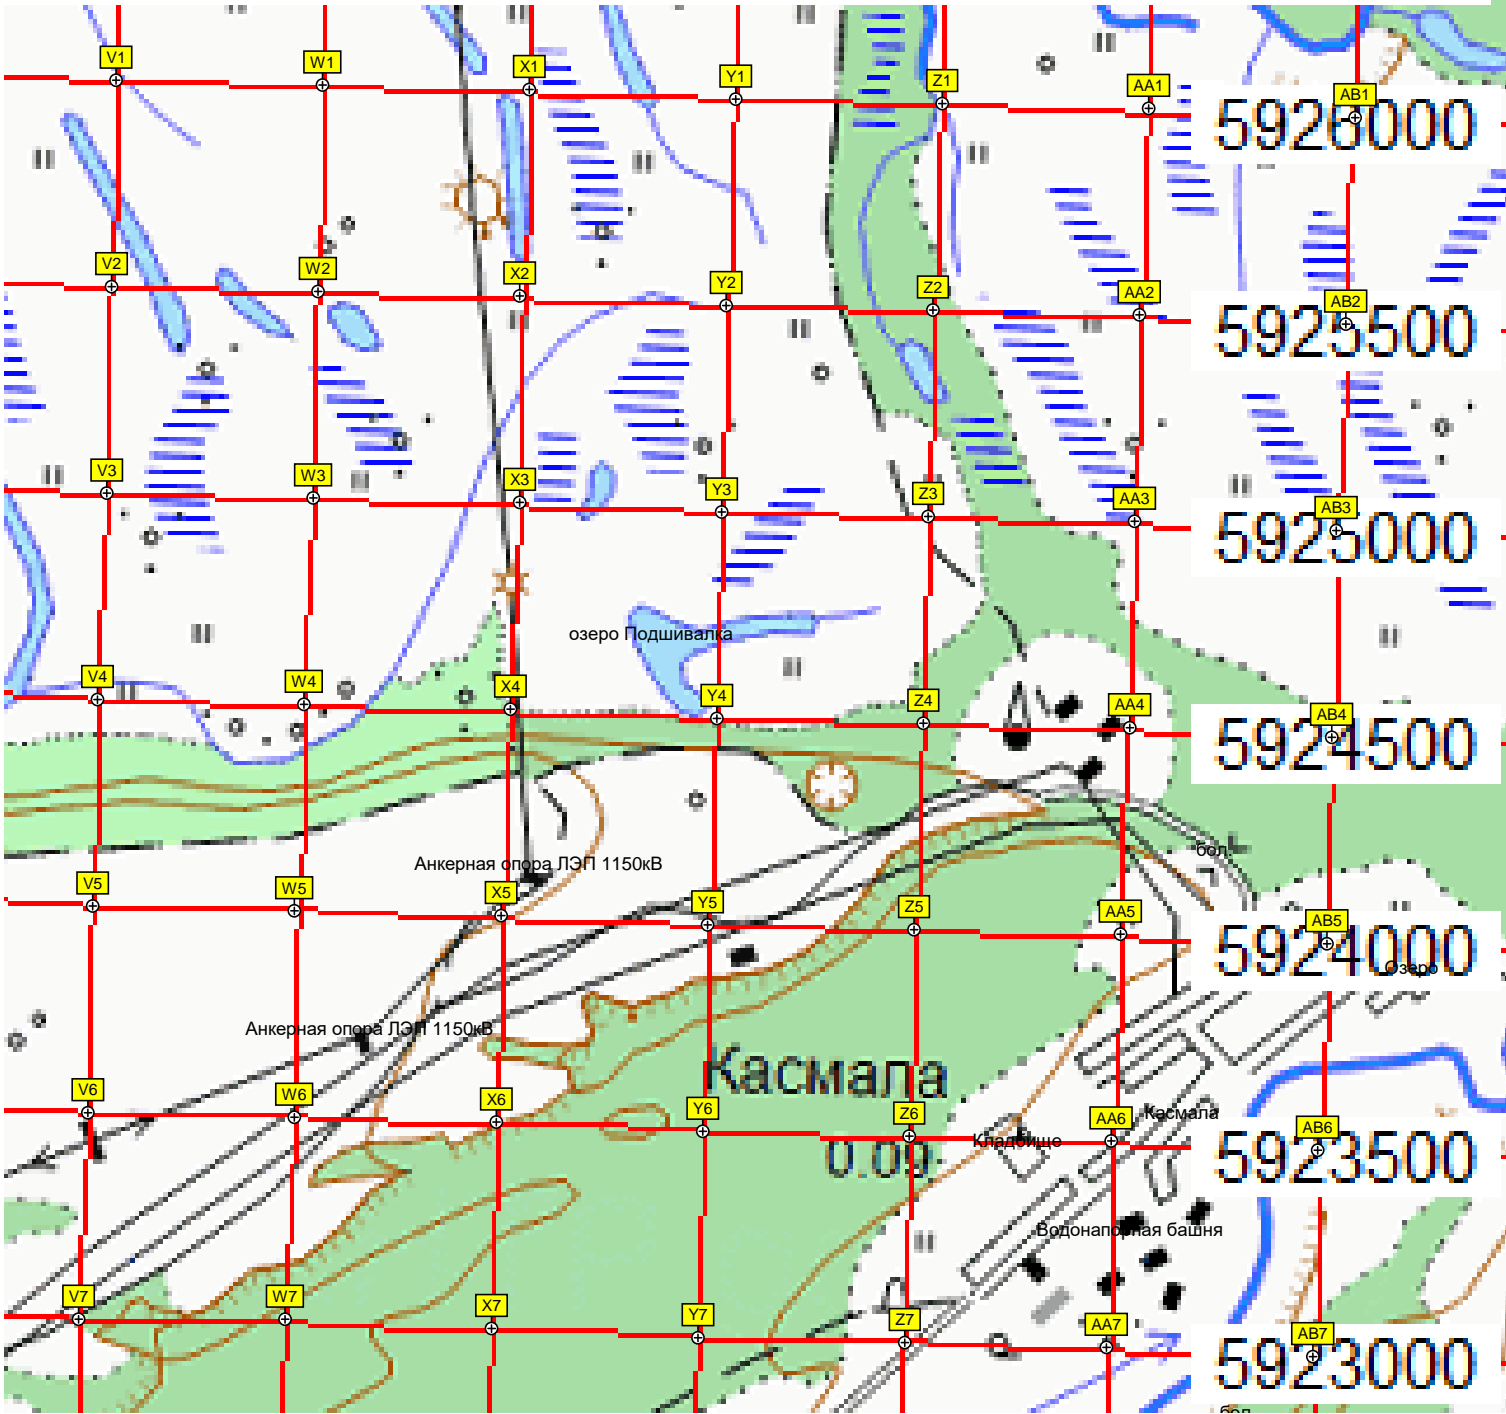 V1 W1 X1 Y1 Z1 AA1 AB1
5926000
V2 W2 X2 Y2 Z2 AA2 AB2
5925500
V3 W3 X3 Y3 Z3 AA3 AB3
5925000
озеро Подшивалка
V4 W4 X4 Y4 Z4 AA4 AB4
5924500
бол.
Анкерная опора ЛЭП 1150кВ
V5 W5 X5 Y5 Z5 AA5 AB5
5924000
Озеро
Анкерная опора ЛЭП 1150кВ
Касмала
V6 W6 X6 Y6 Z6 AA6 AB6
Касмала
Кладбище
0.09
5923500
Водонапорная башня
V7 W7 X7 Y7 Z7 AA7 AB7
5923000
бол.